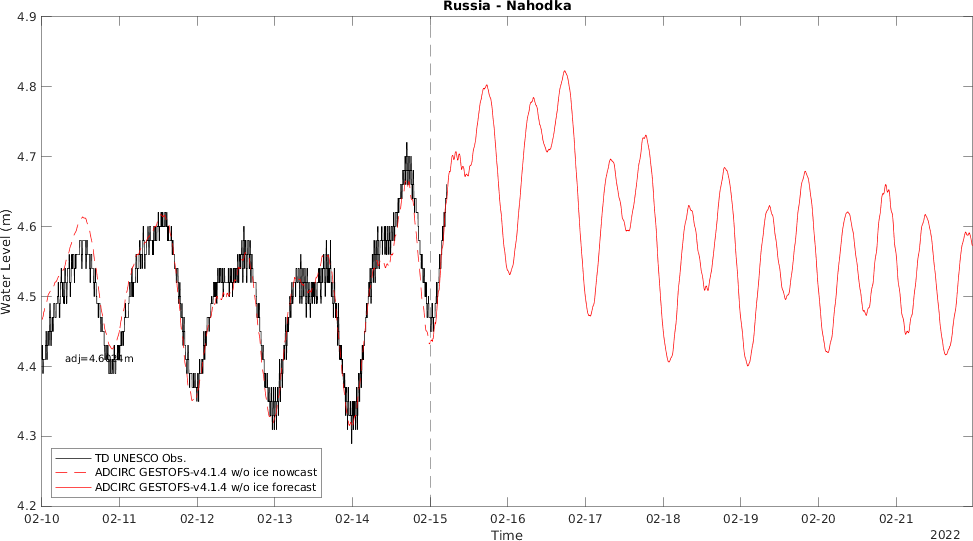 Russia - Nahodka
4.9
4.8
4.7
4.6
4.5
4.4
4.3
4.2
Water Level (m)
TD UNESCO Obs.
ADCIRC GESTOFS-v4.1.4 w/o ice nowcast
ADCIRC GESTOFS-v4.1.4 w/o ice forecast
02-10 02-11 02-12 02-13 02-14 02-15 02-16 02-17 02-18 02-19 02-20 02-21
Time
2022